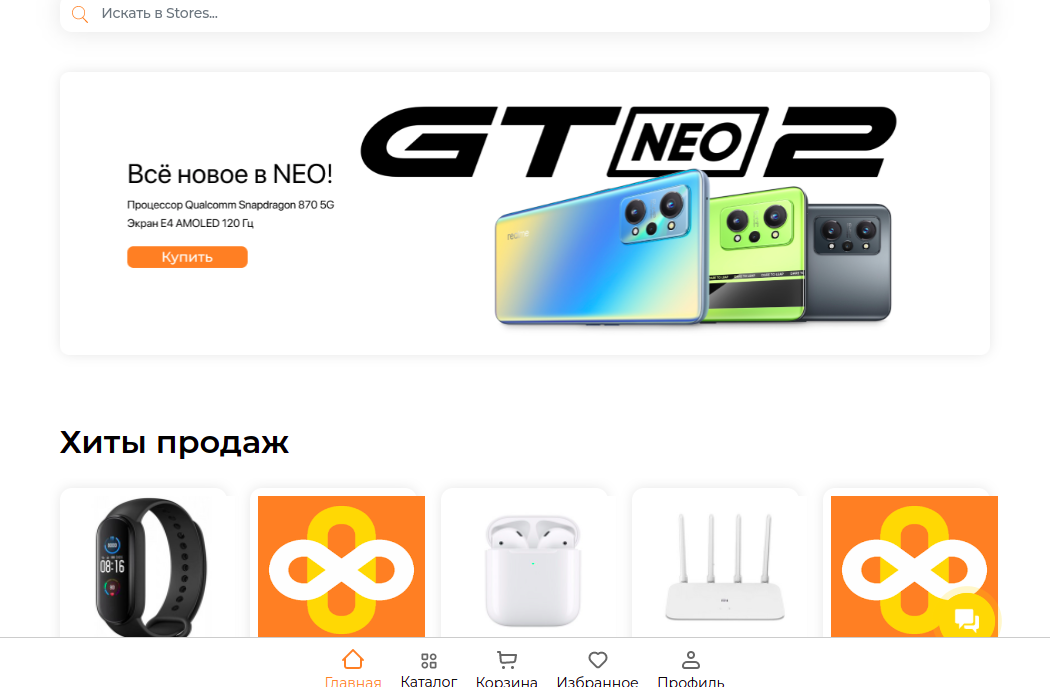 Искать в Stores...
GT NEO 2
Всё новое в NEO!
Процессор Qualcomm Snapdragon 870 5G
Экран E4 AMOLED 120 Гц
Купить
realme
Хиты продаж
08:16
Главная
Каталог
Корзина
Избранное
Профиль